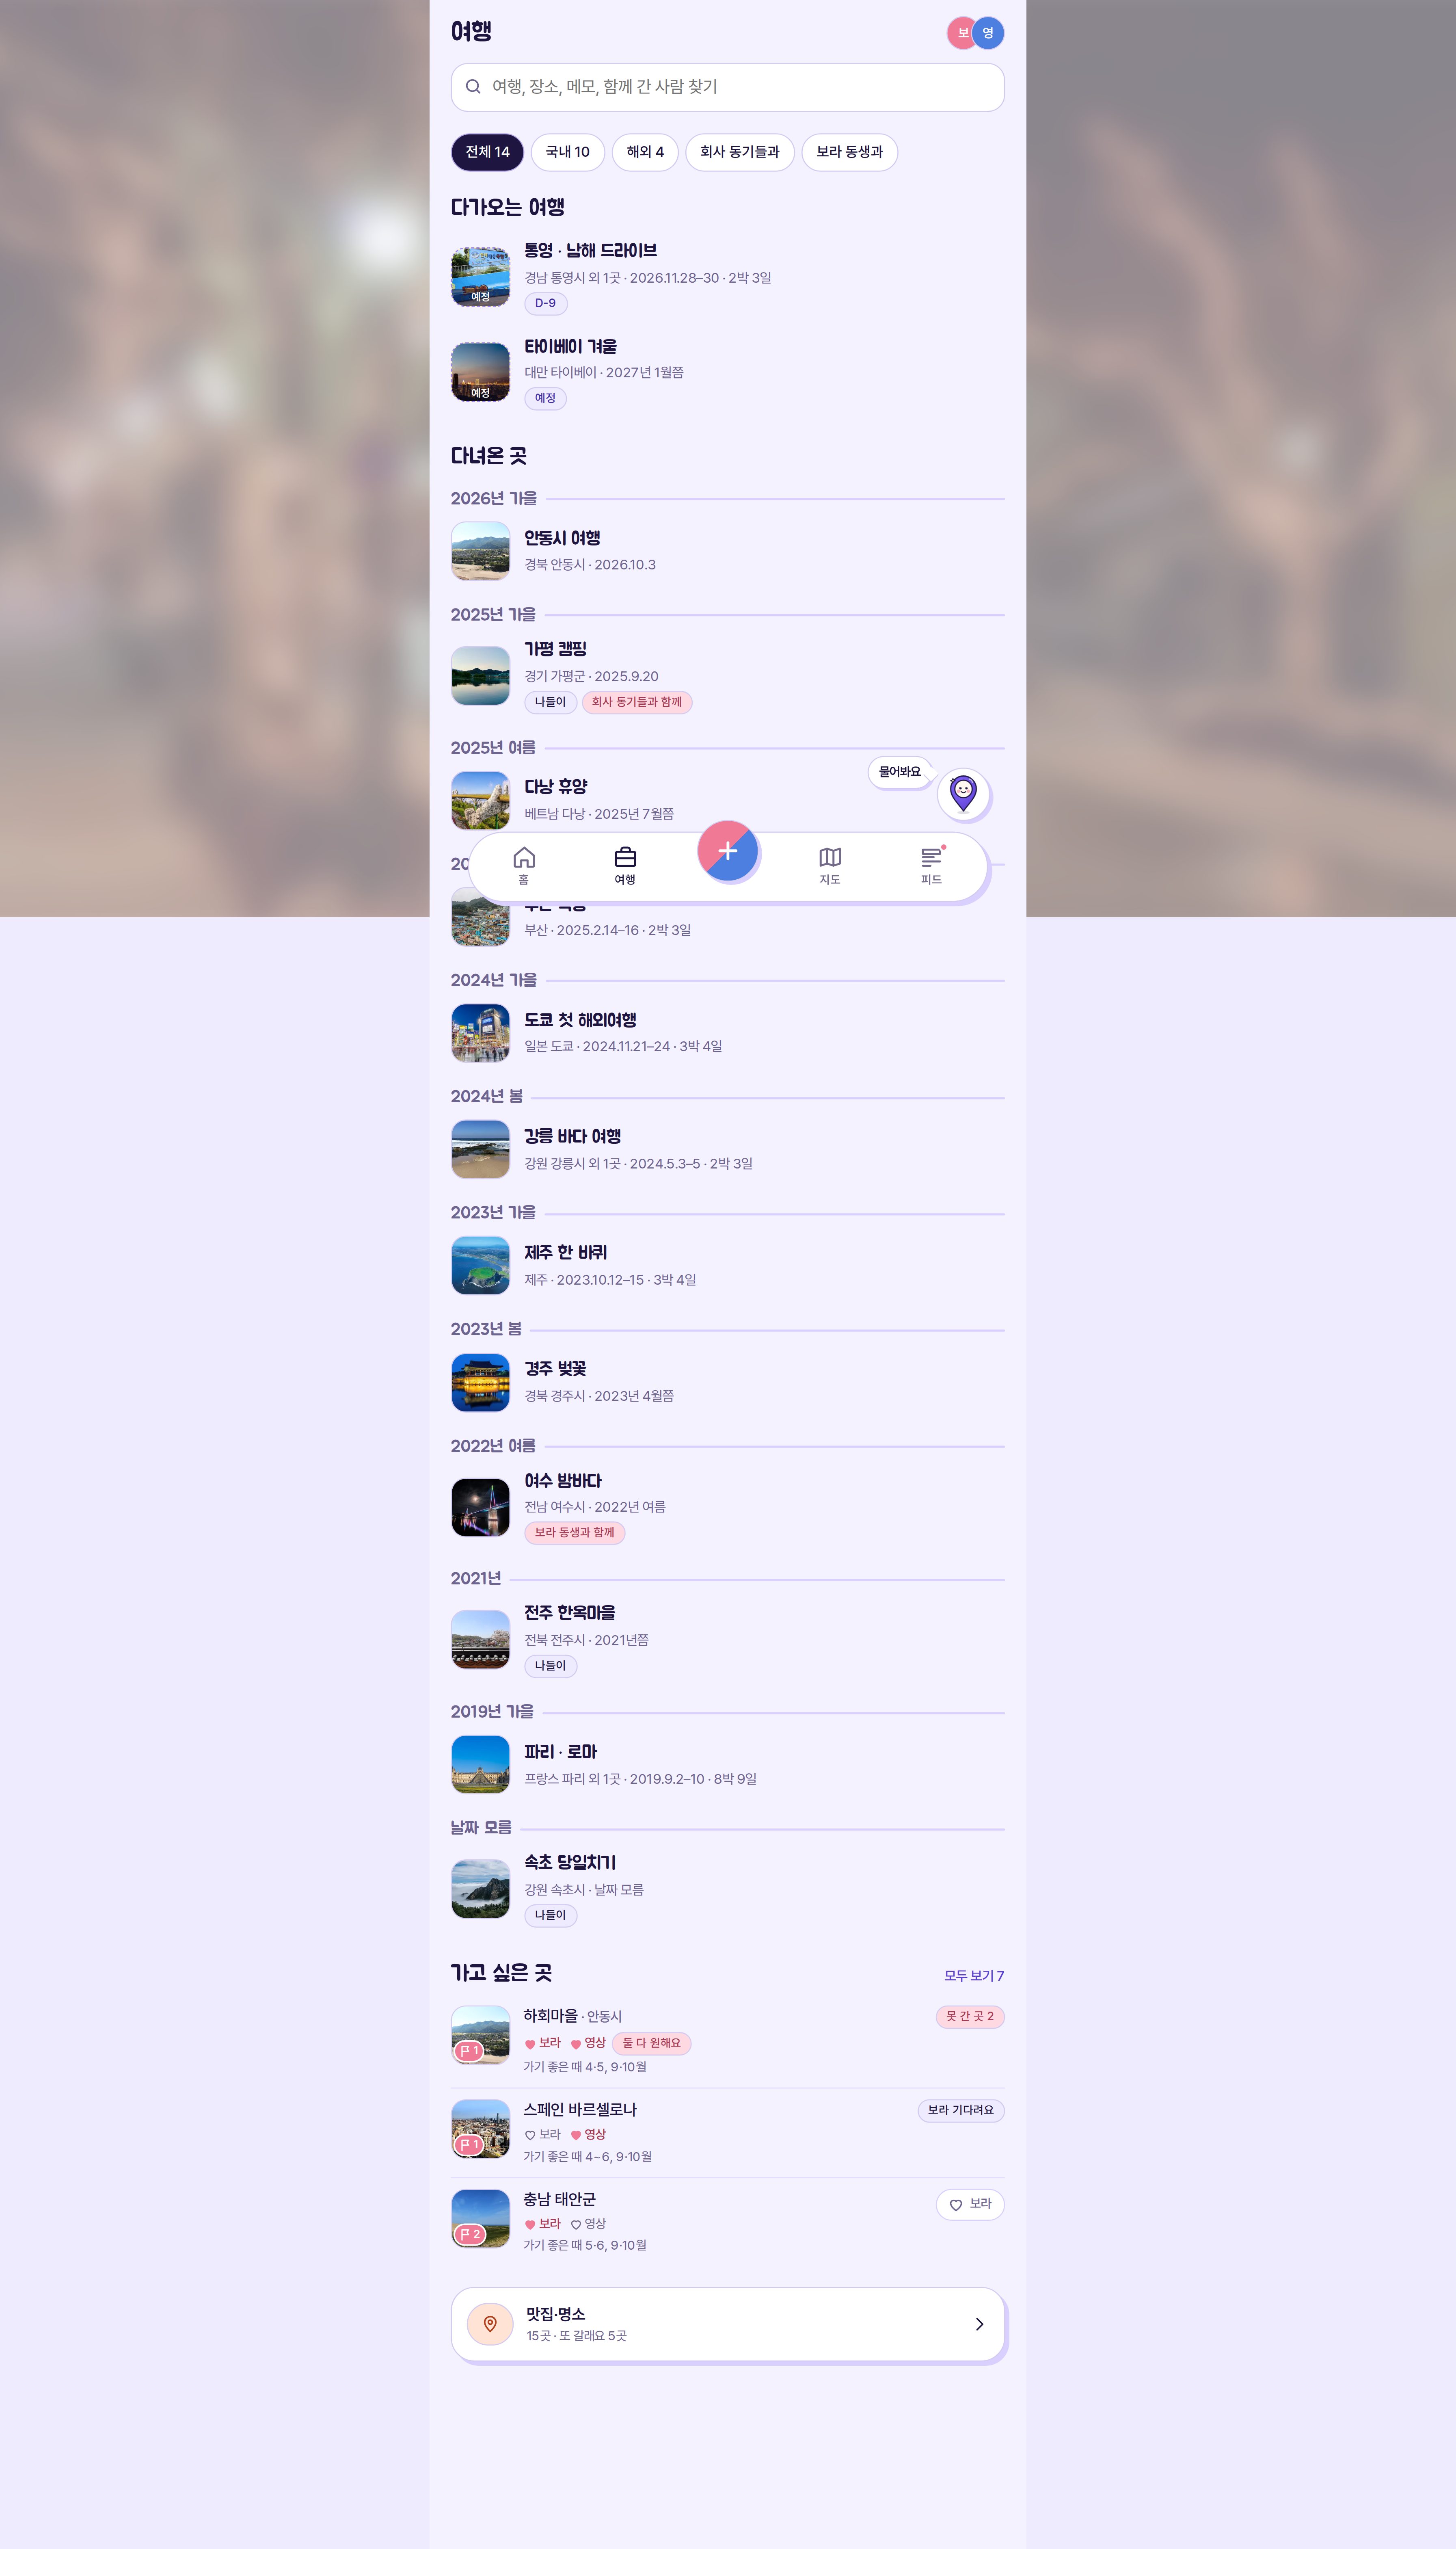 여행
보 영
여행, 장소, 메모, 함께 간 사람 찾기
전체 14 국내 10 해외 4 회사 동기들과 보라 동생과
다가오는 여행
통영 · 남해 드라이브
경남 통영시 외 1곳 · 2026.11.28–30 · 2박 3일
예정
D-9
타이베이 겨울
대만 타이베이 · 2027년 1월쯤
예정
예정
다녀온 곳
2026년 가을
안동시 여행
경북 안동시 · 2026.10.3
2025년 가을
가평 캠핑
경기 가평군 · 2025.9.20
나들이 회사 동기들과 함께
2025년 여름
물어봐요
다낭 휴양
베트남 다낭 · 2025년 7월쯤
20
홈 여행 지도 피드
부산 · 2025.2.14–16 · 2박 3일
2024년 가을
도쿄 첫 해외여행
일본 도쿄 · 2024.11.21–24 · 3박 4일
2024년 봄
강릉 바다 여행
강원 강릉시 외 1곳 · 2024.5.3–5 · 2박 3일
2023년 가을
제주 한 바퀴
제주 · 2023.10.12–15 · 3박 4일
2023년 봄
경주 벚꽃
경북 경주시 · 2023년 4월쯤
2022년 여름
여수 밤바다
전남 여수시 · 2022년 여름
보라 동생과 함께
2021년
전주 한옥마을
전북 전주시 · 2021년쯤
나들이
2019년 가을
파리 · 로마
프랑스 파리 외 1곳 · 2019.9.2–10 · 8박 9일
날짜 모름
속초 당일치기
강원 속초시 · 날짜 모름
나들이
가고 싶은 곳 모두 보기 7
하회마을 · 안동시 못 간 곳 2
1 보라 영상 둘 다 원해요
가기 좋은 때 4·5, 9·10월
스페인 바르셀로나 보라 기다려요
1 보라 영상
가기 좋은 때 4~6, 9·10월
충남 태안군 보라
2 보라 영상
가기 좋은 때 5·6, 9·10월
맛집·명소
15곳 · 또 갈래요 5곳